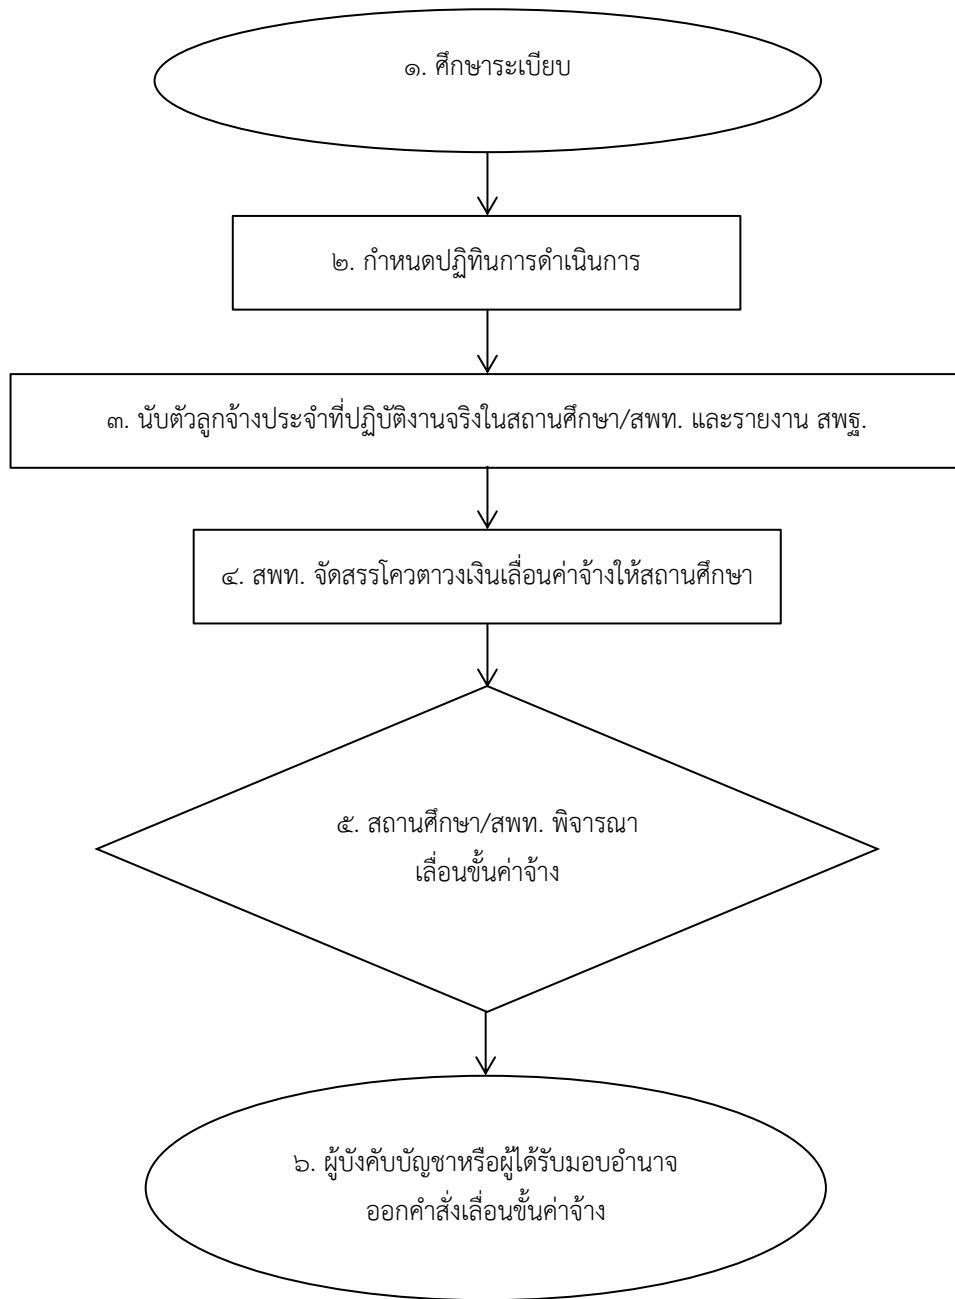 ๑. ศึกษาระเบียบ
๒. กำหนดปฏิทินการดำเนินการ
๓. นับตัวลูกจ้างประจำที่ปฏิบัติงานจริงในสถานศึกษา/สพท. และรายงาน สพฐ.
๔. สพท. จัดสรรโควตาวงเงินเลื่อนค่าจ้างให้สถานศึกษา
๕. สถานศึกษา/สพท. พิจารณา
เลื่อนขั้นค่าจ้าง
๖. ผู้บังคับบัญชาหรือผู้ได้รับมอบอำนาจ
ออกคำสั่งเลื่อนขั้นค่าจ้าง